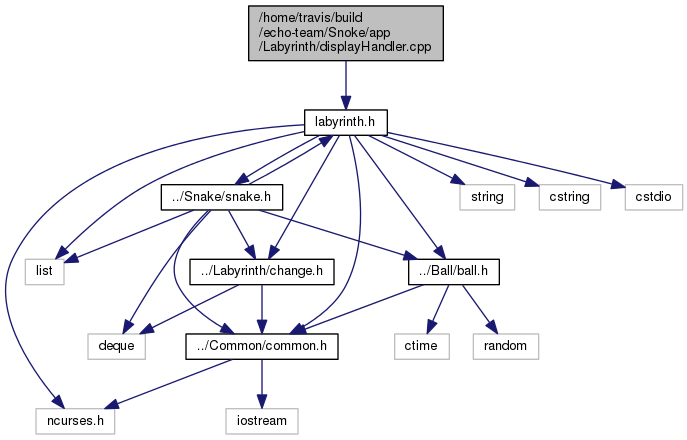 /home/travis/build
/echo-team/Snoke/app
/Labyrinth/displayHandler.cpp
labyrinth.h
../Snake/snake.h
string
cstring
cstdio
list
../Labyrinth/change.h
../Ball/ball.h
deque
../Common/common.h
ctime
random
ncurses.h
iostream